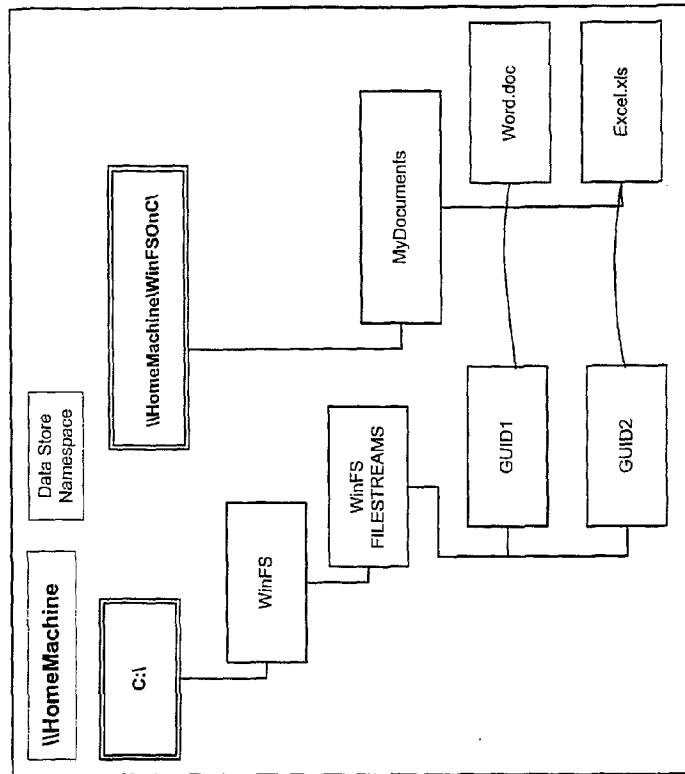 \\HomeMachine
Data Store
Namespace
C:\
\\HomeMachine\WinFSOnC\
WinFS
WinFS
FILESTREAMS
MyDocuments
GUID1
Word.doc
GUID2
Excel.xls